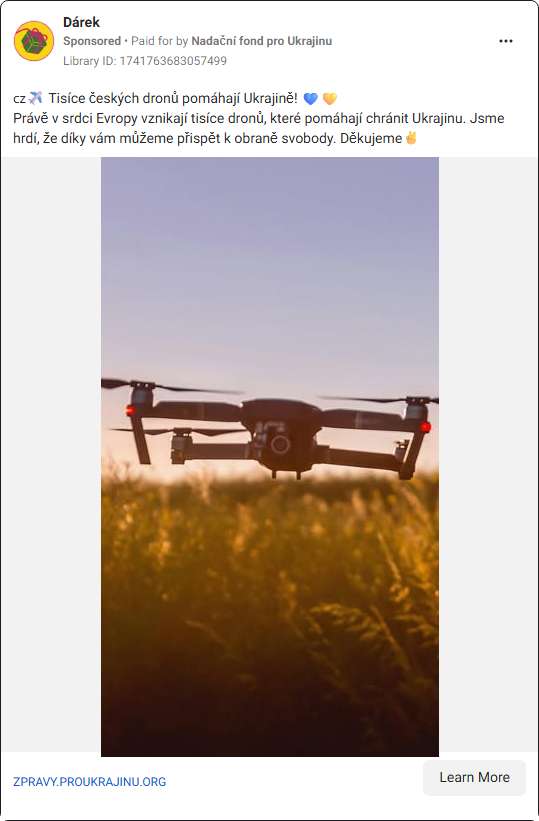 Dárek
Sponsored • Paid for by Nadační fond pro Ukrajinu
Library ID: 1741763683057499
cz✈️ Tisíce českých dronů pomáhají Ukrajině! 💙 💛
Právě v srdci Evropy vznikají tisíce dronů, které pomáhají chránit Ukrajinu. Jsme
hrdí, že díky vám můžeme přispět k obraně svobody. Děkujeme✌️
ZPRAVY.PROUKRAJINU.ORG
Learn More